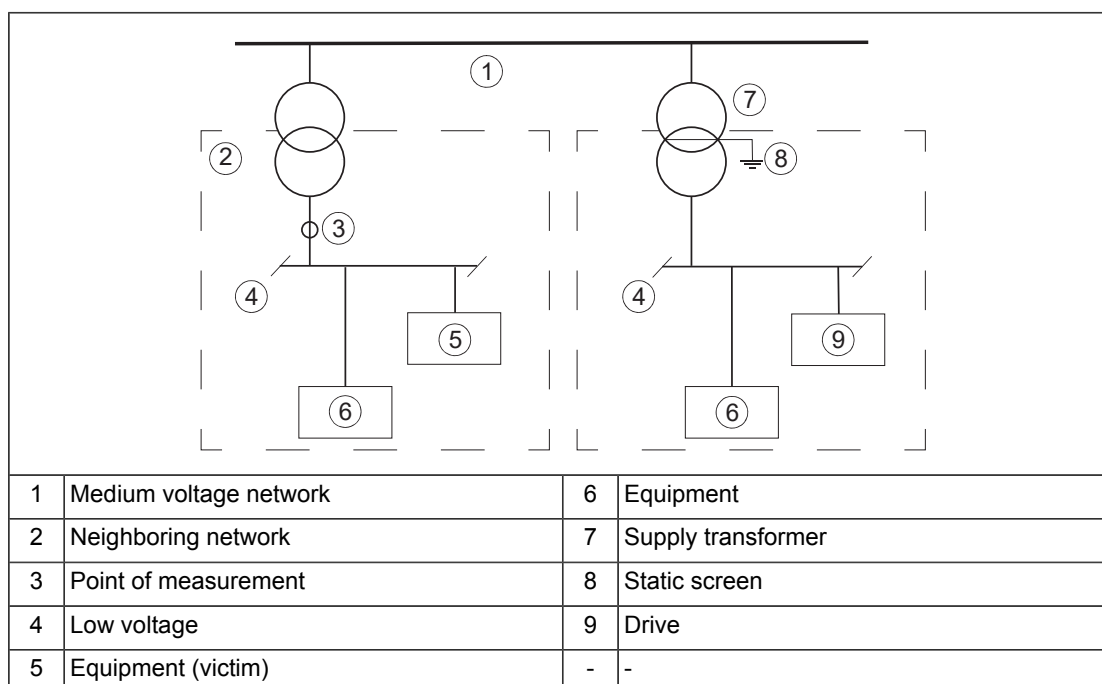 1
7
2
8
3
4
4
5
9
6
6
1 Medium voltage network 6 Equipment
2 Neighboring network 7 Supply transformer
3 Point of measurement 8 Static screen
4 Low voltage 9 Drive
5 Equipment (victim) - -